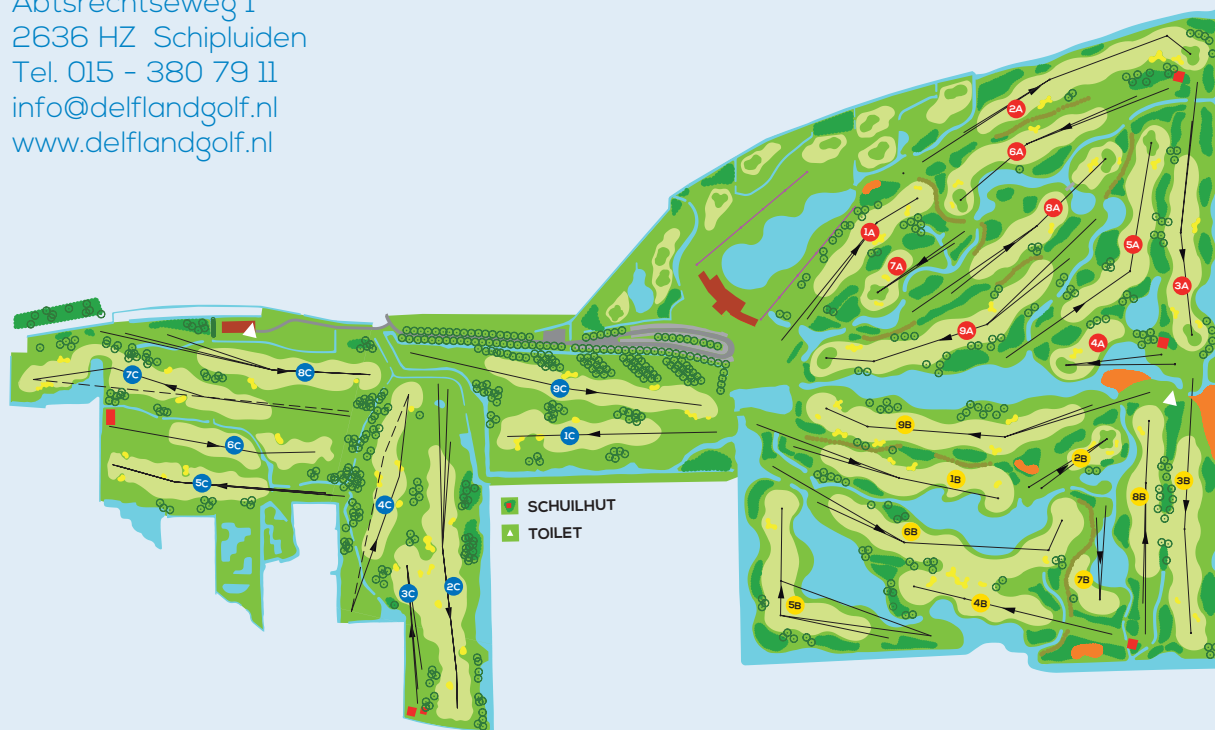 Abtsrechtseweg 1
2636 HZ Schipluiden
Tel. 015 - 380 79 11
info@delflandgolf.nl
www.delflandgolf.nl
2A
6A
8A
1A
5A
7A
3A
9A
4A
7C
8C
9C
9B
1C
6C
2B
1B
3B
5C
8B
4C
SCHUILHUT
6B
TOILET
7B
2C
3C
5B
4B